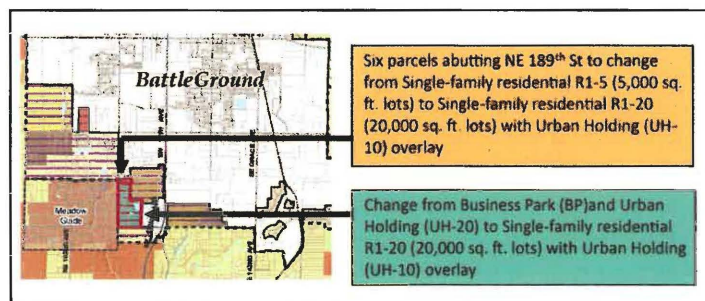 BattleGround
Meadow
Glade
Six parcels abutting NE 189th St to change
from Single-family residential R1-5 (5,000 sq.
ft. lots) to Single-family residential R1-20
(20,000 sq. ft. lots) with Urban Holding (UH-
10) overlay
Change from Business Park (BP)and Urban
Holding (UH-20) to Single-family residential
R1-20 (20,000 sq. ft. lots) with Urban Holding
(UH-10) overlay